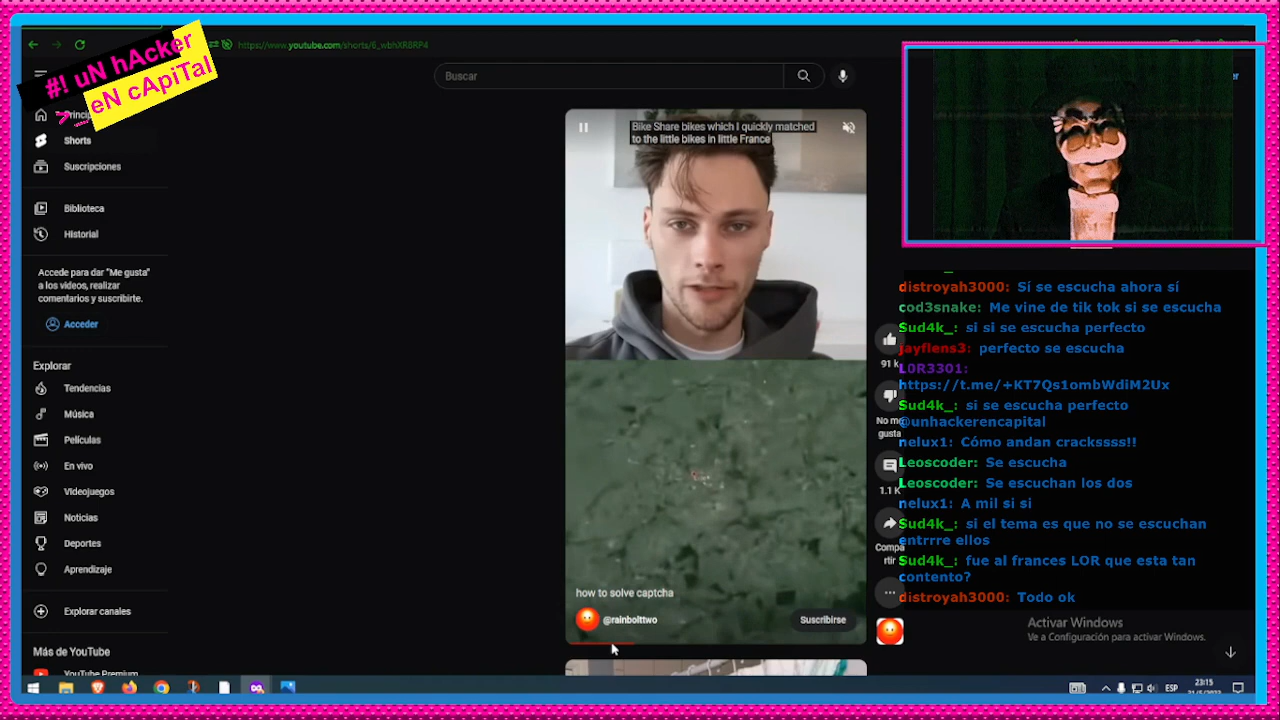 #! uN hAcker
>_ eN cApiTal
https://www.youtube.com/shorts/6_wbhXR8RP4
Buscar
Shorts
Suscripciones
Biblioteca
Historial
Accede para dar "Me gusta"
a los videos, realizar
comentarios y suscribirte.
Acceder
Explorar
Tendencias
Música
Películas
En vivo
Videojuegos
Noticias
Deportes
Aprendizaje
Explorar canales
Más de YouTube
YouTube Premium
Bike Share bikes which I quickly matched
to the little bikes in little France
how to solve captcha
@rainbolttwo
Suscribirse
91 k
No me
gusta
1.1 K
Compa
rtir
distroyah3000: Sí se escucha ahora sí
cod3snake: Me vine de tik tok si se escucha
Sud4k_: si si se escucha perfecto
jayflens3: perfecto se escucha
L0R3301:
https://t.me/+KT7Qs1ombWdiM2Ux
Sud4k_: si se escucha perfecto
@unhackerencapital
nelux1: Cómo andan crackssss!!
Leoscoder: Se escucha
Leoscoder: Se escuchan los dos
nelux1: A mil si si
Sud4k_: si el tema es que no se escuchan
entrrre ellos
Sud4k_: fue al frances LOR que esta tan
contento?
distroyah3000: Todo ok
Activar Windows
Ve a Configuración para activar Windows.
ESP
23:15